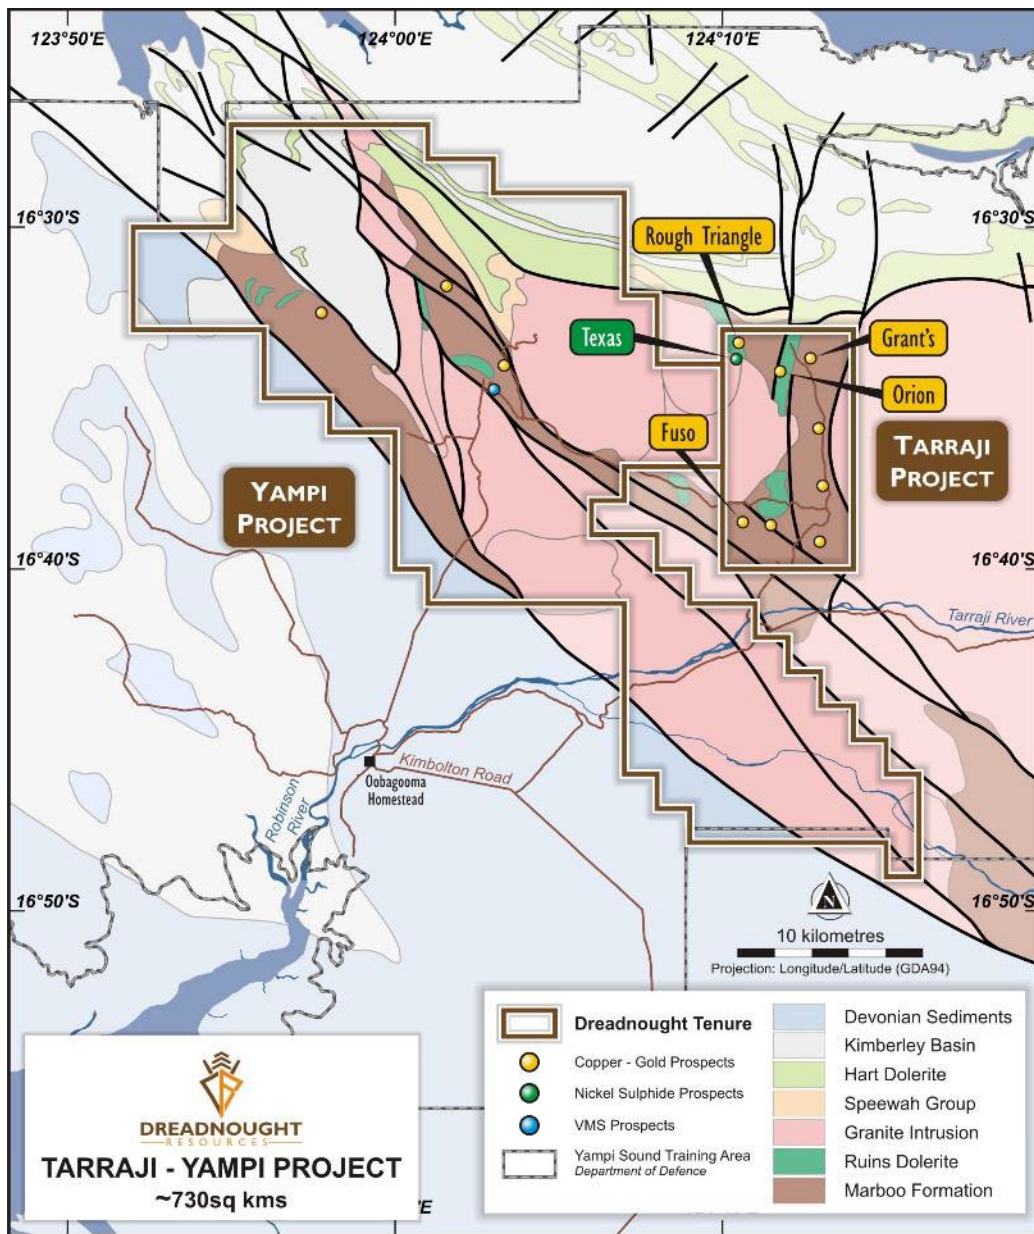 123°50'E
124°00'E
124°10'E
16°30'S
16°30'S
Rough Triangle
Texas
Grant's
Orion
Fuso
TARRAJI
PROJECT
YAMPI
PROJECT
16°40'S
16°40'S
Tarraji River
Kimbolton Road
Oobagooma
Homestead
Robinson
River
16°50'S
16°50'S
N
10 kilometres
Projection: Longitude/Latitude (GDA94)
DREADNOUGHT
RESOURCES
TARRAJI - YAMPI PROJECT
~730sq kms
Dreadnought Tenure
Copper - Gold Prospects
Nickel Sulphide Prospects
VMS Prospects
Yampi Sound Training Area
Department of Defence
Devonian Sediments
Kimberley Basin
Hart Dolerite
Speewah Group
Granite Intrusion
Ruins Dolerite
Marboo Formation